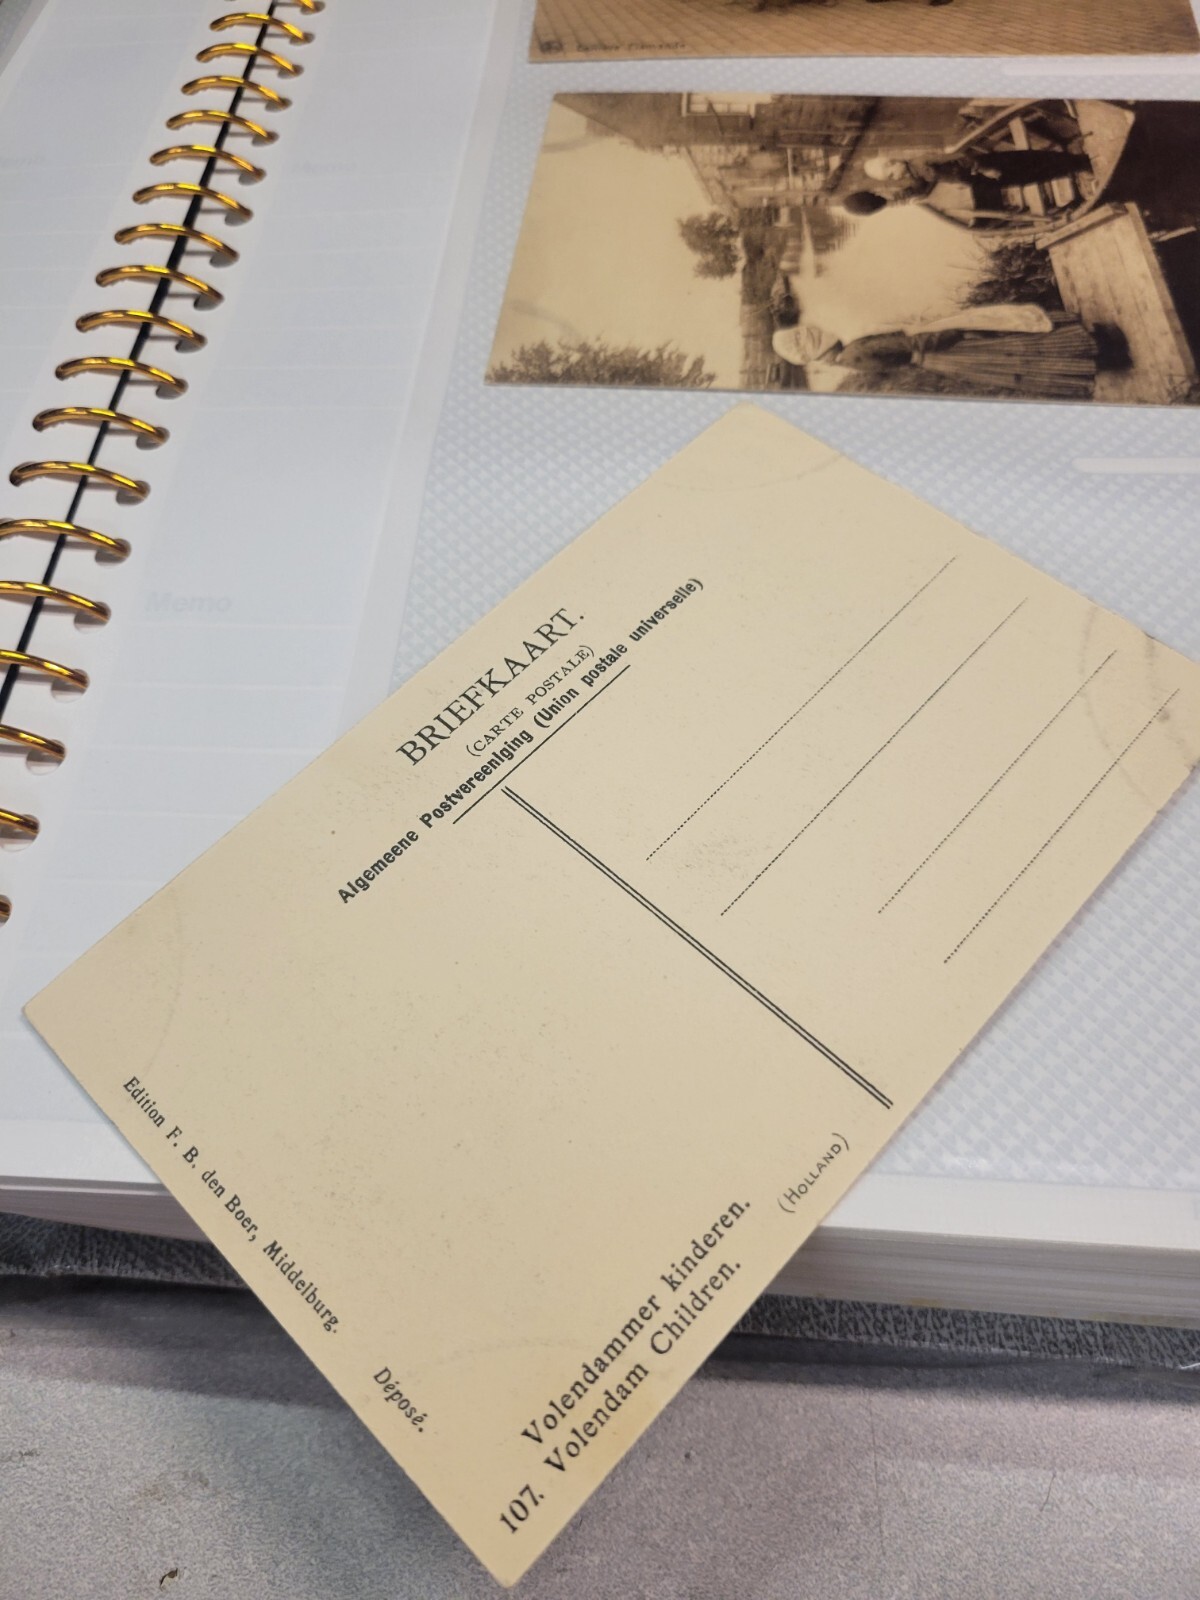 BRIEFKAART.
(CARTE POSTALE)
Algemeene Postvereeniging (Union postale universelle)
Edition F. B. den Boer, Middelburg.
Déposé.
Volendammer kinderen.
107. Volendam Children.
(HOLLAND)
Memo